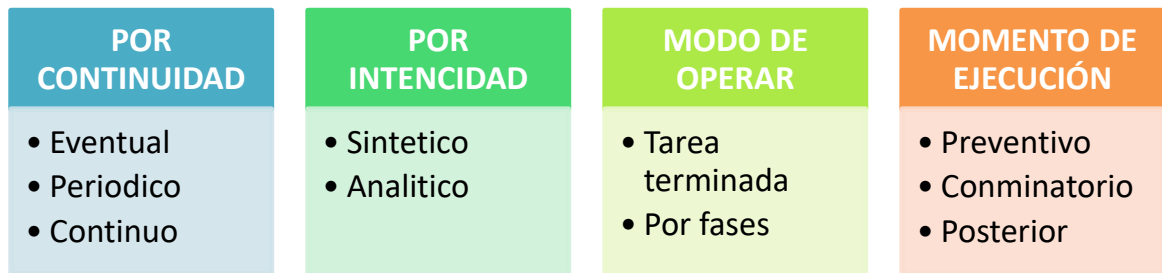 POR
CONTINUIDAD
• Eventual
• Periodico
• Continuo
POR
INTENCIDAD
• Sintetico
• Analitico
MODO DE
OPERAR
• Tarea
terminada
• Por fases
MOMENTO DE
EJECUCIÓN
• Preventivo
• Conminatorio
• Posterior